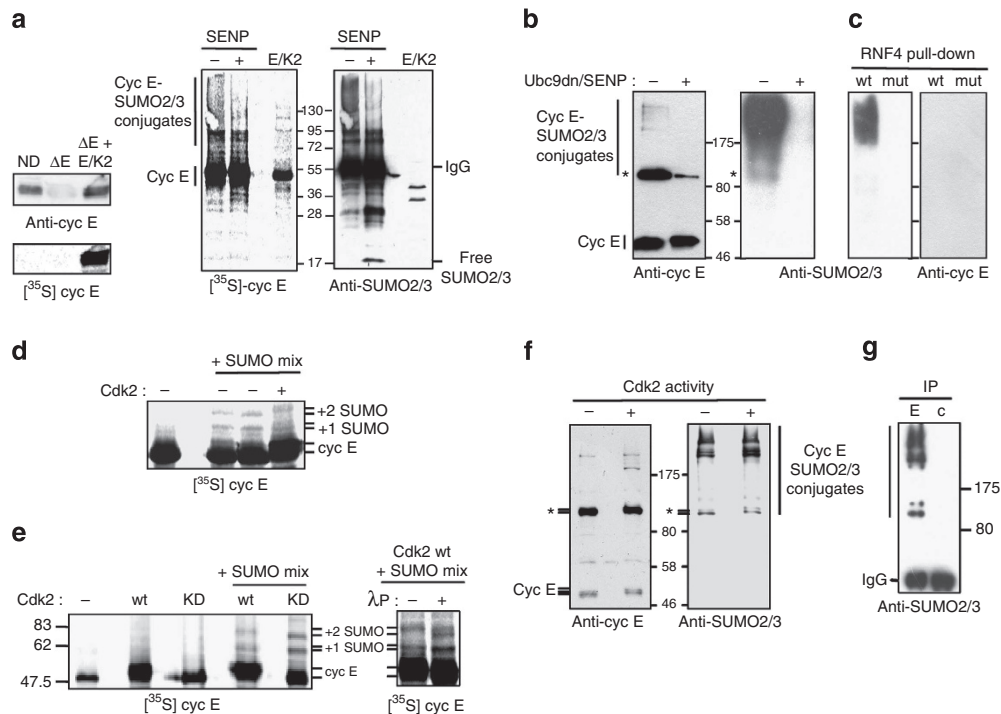 a
SENP
– + E/K2
Cyc E-
SUMO2/3
conjugates
Cyc E
130
95
72
55
36
28
17
[35S]-cyc E
SENP
– + E/K2
IgG
Free
SUMO2/3
Anti-SUMO2/3
ND ΔE ΔE +
E/K2
Anti-cyc E
[35S] cyc E
b
Ubc9dn/SENP : – + – +
Cyc E-
SUMO2/3
conjugates
*
Cyc E
175
80
58
46
*
Anti-cyc E
Anti-SUMO2/3
c
RNF4 pull-down
wt mut wt mut
Anti-cyc E
d
+ SUMO mix
Cdk2 : – – – +
+2 SUMO
+1 SUMO
cyc E
[35S] cyc E
e
+ SUMO mix
Cdk2 : – wt KD wt KD
83
62
47.5
+2 SUMO
+1 SUMO
cyc E
[35S] cyc E
Cdk2 wt
+ SUMO mix
λP : – +
[35S] cyc E
f
Cdk2 activity
– + – +
175
80
58
46
*
*
Cyc E
Cyc E
SUMO2/3
conjugates
Anti-cyc E
Anti-SUMO2/3
g
IP
E c
175
80
IgG
Anti-SUMO2/3